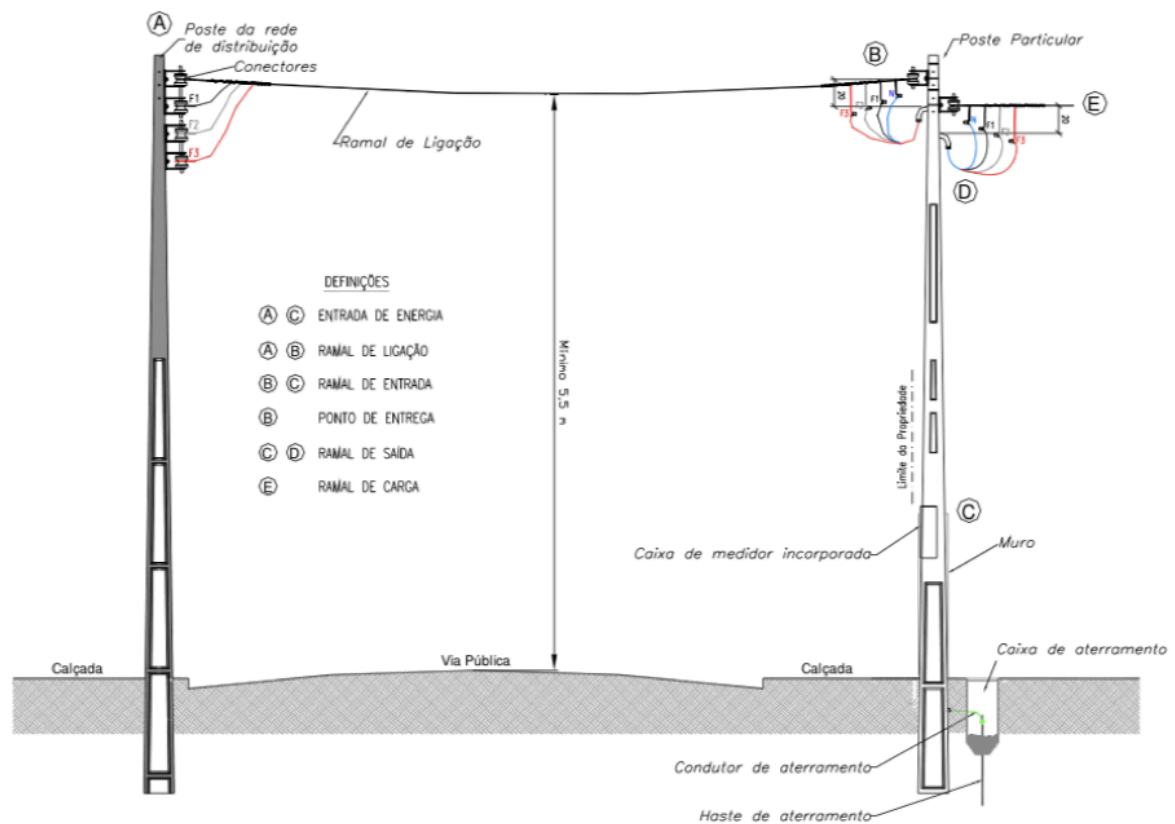 A
Poste da rede
de distribuição
Conectores
F1
F2
F3
Ramal de Ligação
B
Poste Particular
20
F3
F2
F1
N
E
N
F1
F2
F3
20
D
DEFINIÇÕES
A C ENTRADA DE ENERGIA
A B RAMAL DE LIGAÇÃO
B C RAMAL DE ENTRADA
B PONTO DE ENTREGA
C D RAMAL DE SAÍDA
E RAMAL DE CARGA
Mínimo 5,5 m
Limite da Propriedade
C
Caixa de medidor incorporada
Muro
Calçada
Via Pública
Calçada
Caixa de aterramento
Condutor de aterramento
Haste de aterramento